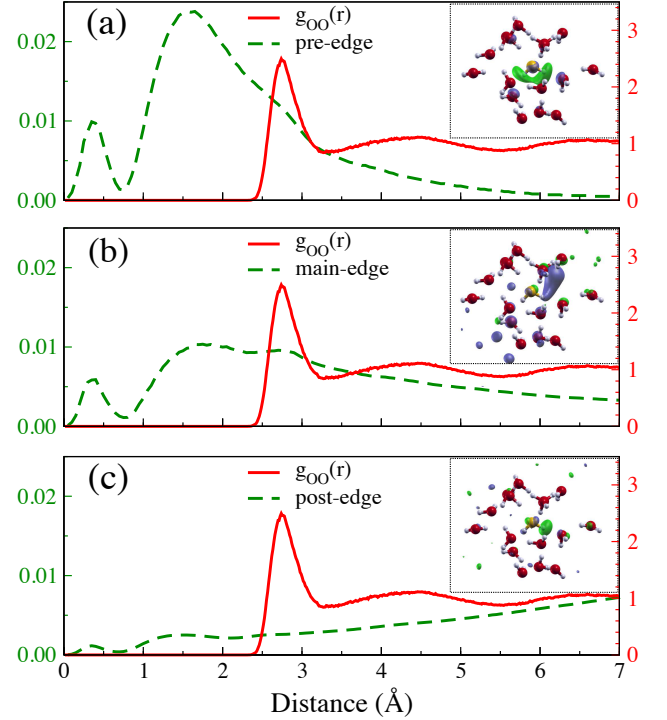 (a)
g_OO(r)
pre-edge
0.02
0.01
0.00
3
2
1
0
(b)
g_OO(r)
main-edge
0.02
0.01
0.00
3
2
1
0
(c)
g_OO(r)
post-edge
0.02
0.01
0.00
3
2
1
0
0 1 2 3 4 5 6 7
Distance (Å)